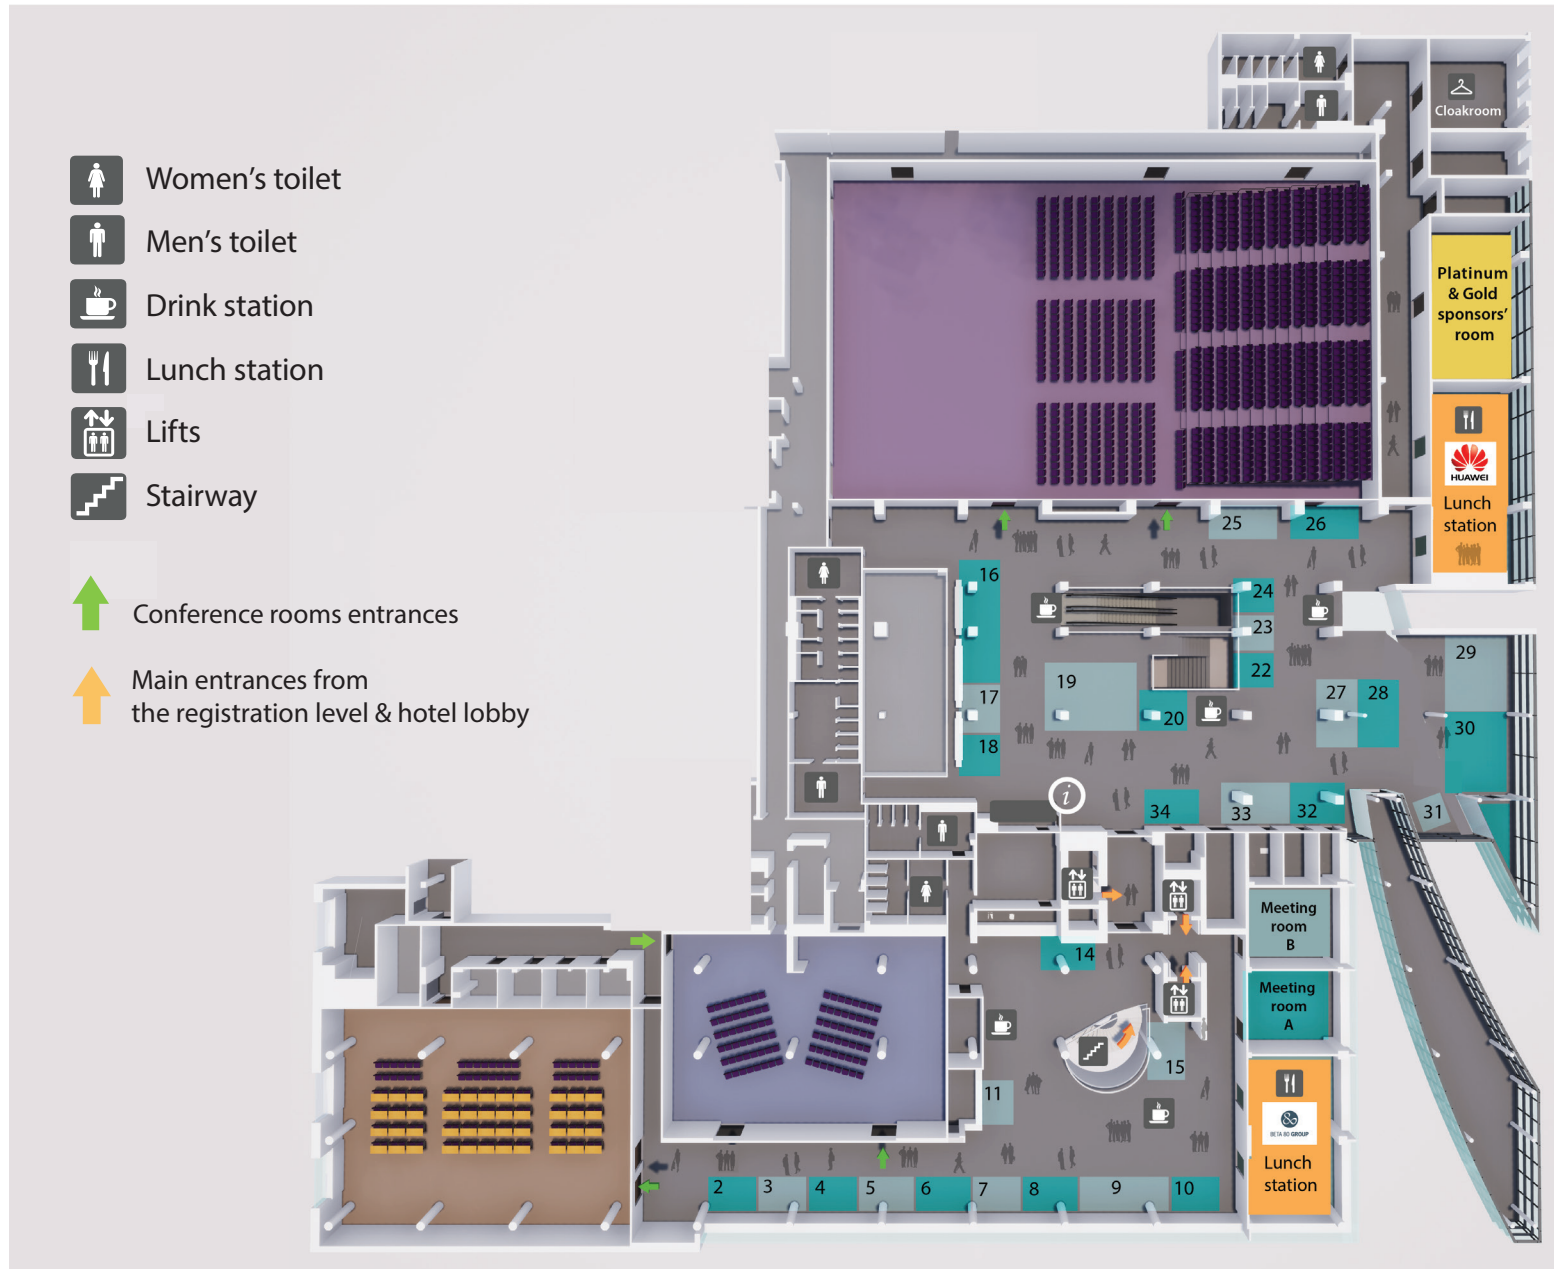 Women's toilet
Men's toilet
Drink station
Lunch station
Lifts
Stairway
Conference rooms entrances
Main entrances from
the registration level & hotel lobby
Cloakroom
Platinum
& Gold
sponsors'
room
HUAWEI
Lunch
station
25
26
16
24
23
22
29
17
19
20
27
28
30
18
i
34
33
32
31
Meeting
room
B
14
Meeting
room
A
15
11
BETA 80 GROUP
Lunch
station
2
3
4
5
6
7
8
9
10